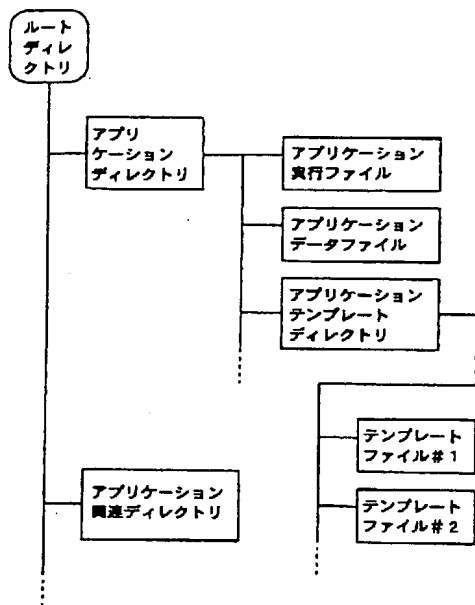 ルート
ディレ
クトリ
アプリ
ケーション
ディレクトリ
アプリケーション
実行ファイル
アプリケーション
データファイル
アプリケーション
テンプレート
ディレクトリ
テンプレート
ファイル#1
アプリケーション
関連ディレクトリ
テンプレート
ファイル#2